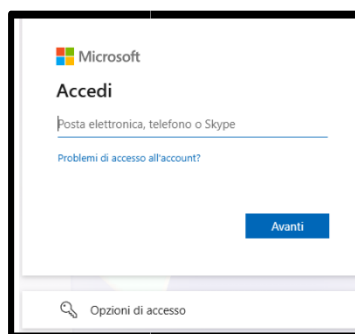 Microsoft
Accedi
Posta elettronica, telefono o Skype
Problemi di accesso all'account?
Avanti
Opzioni di accesso